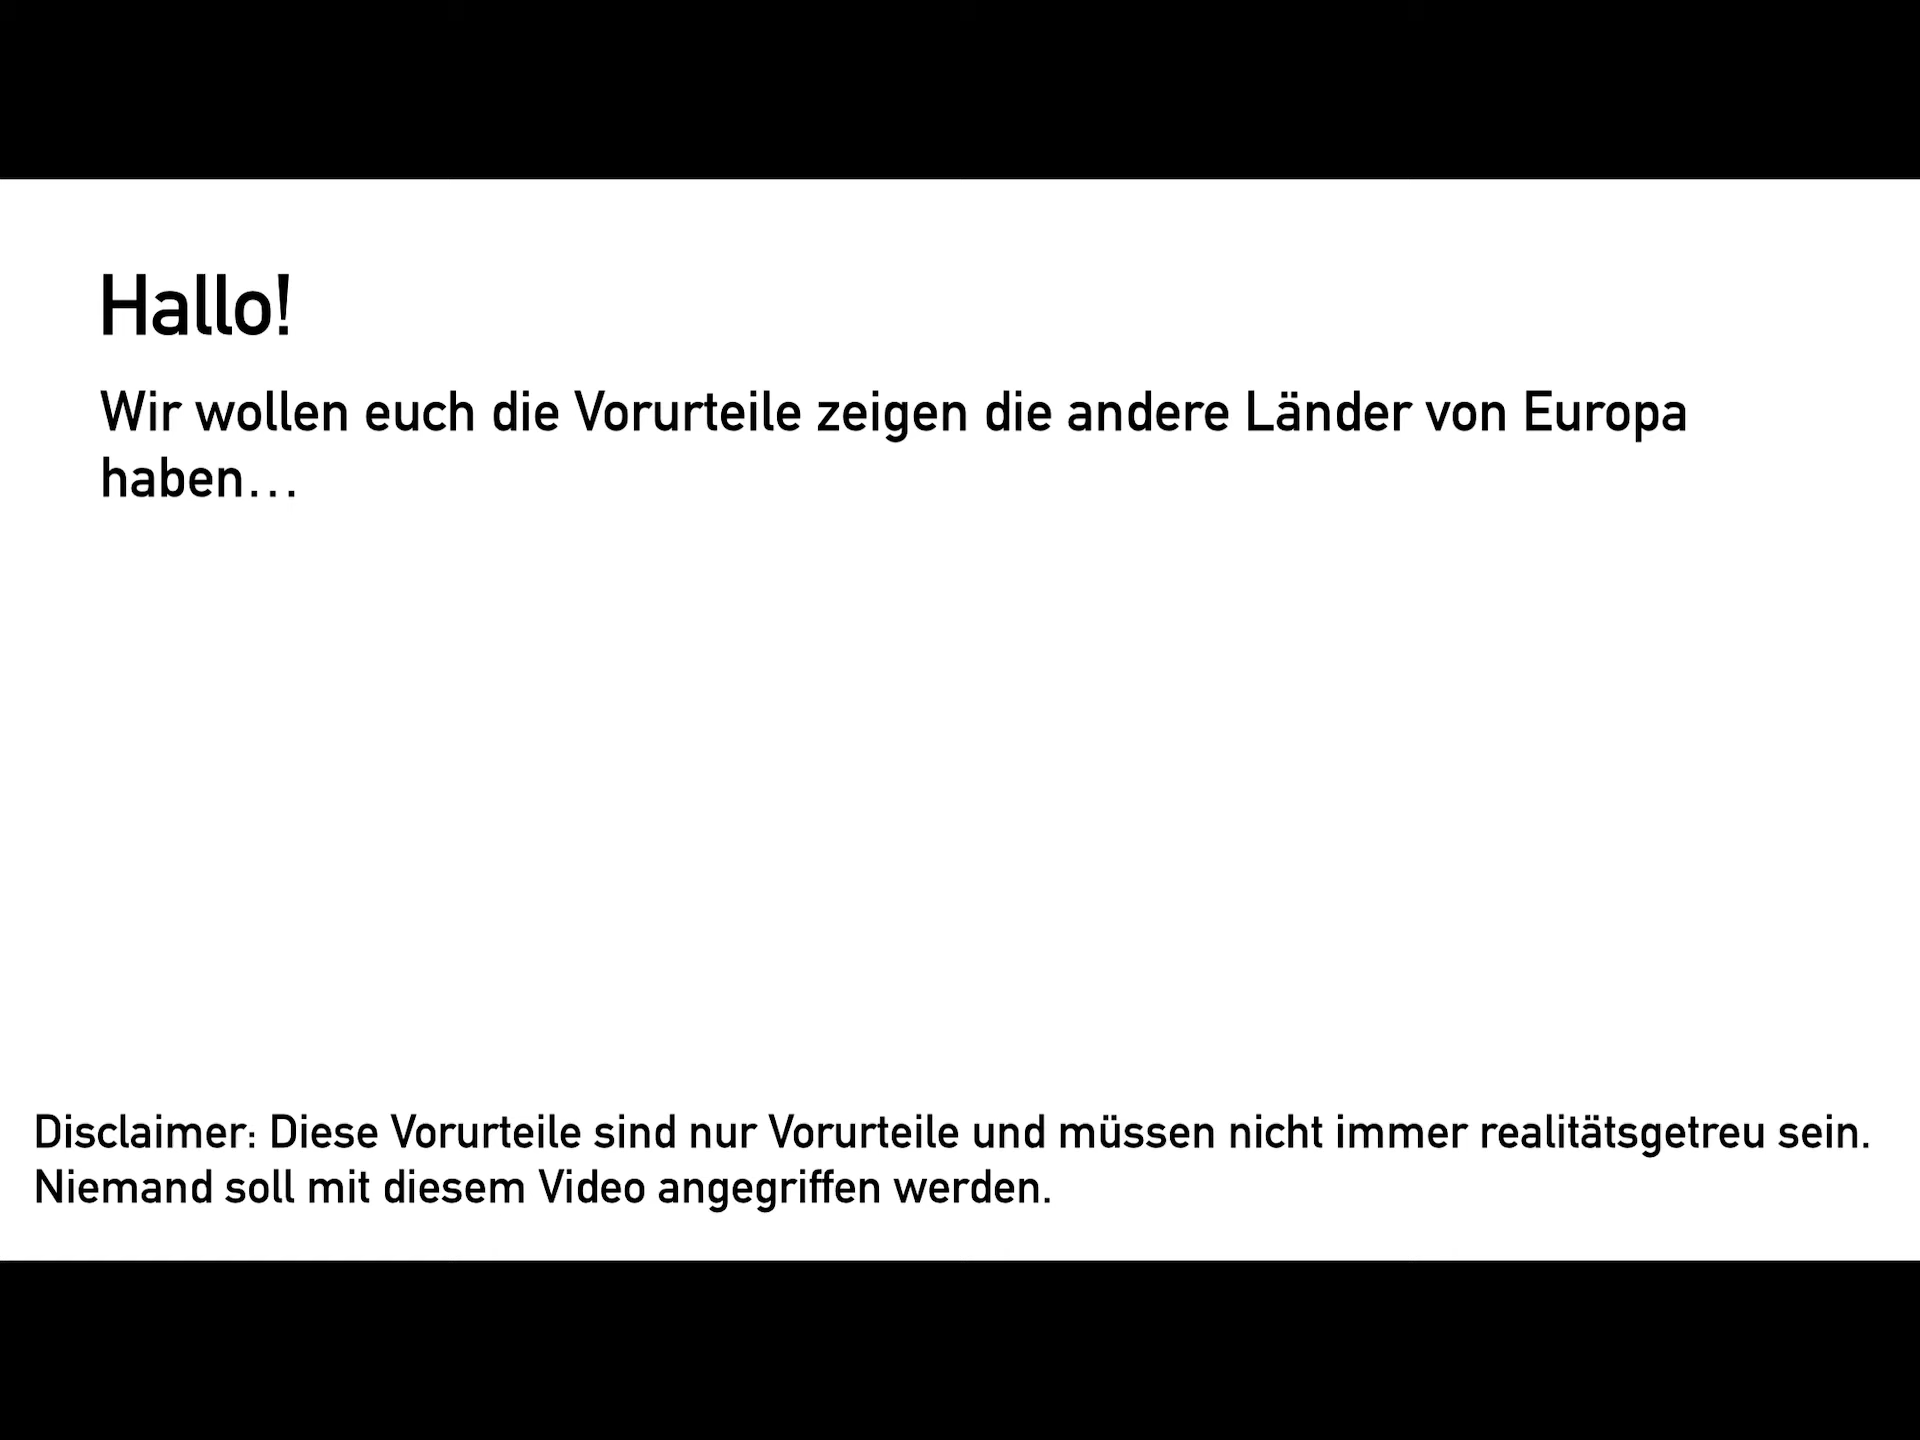 Hallo!
Wir wollen euch die Vorurteile zeigen die andere Länder von Europa
haben...
Disclaimer: Diese Vorurteile sind nur Vorurteile und müssen nicht immer realitätsgetreu sein.
Niemand soll mit diesem Video angegriffen werden.